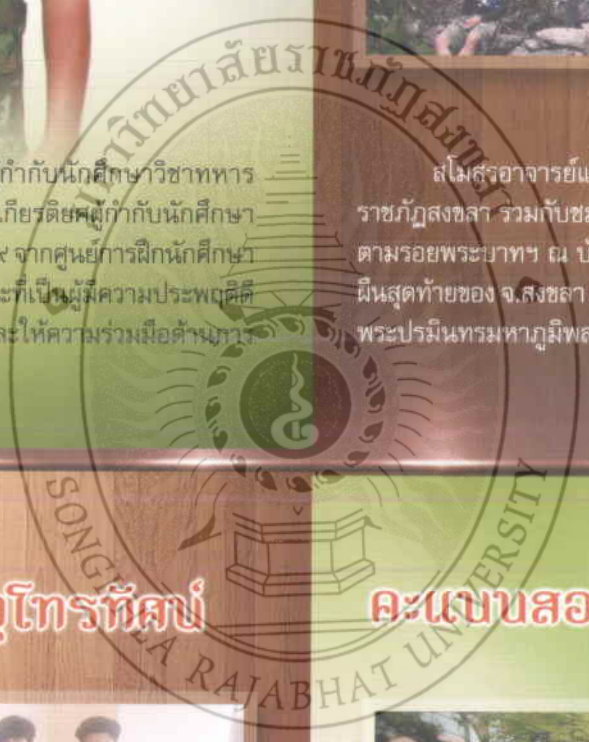 มหาวิทยาลัยราชภัฏสงขลา
กำกับนักศึกษาวิชาทหาร
เกียรติยศผู้กำกับนักศึกษา
จากศูนย์การฝึกนักศึกษา
ะที่เป็นผู้มีความประพฤติดี
ละให้ความร่วมมือด้านการ
สโมสรอาจารย์แ
ราชภัฏสงขลา ร่วมกับชม
ตามรอยพระบาทฯ ณ บ้
ผืนสุดท้ายของ จ.สงขลา
พระปรมินทรมหาภูมิพล
โทรทัศน์
คะแนนสอ
SONGKHLA RAJABHAT UNIVERSITY